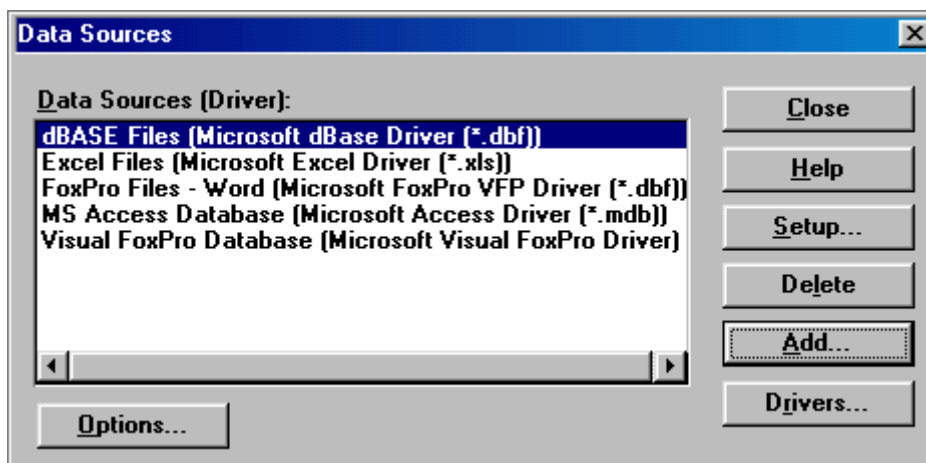 Data Sources
Data Sources (Driver):
dBASE Files (Microsoft dBase Driver (*.dbf))
Excel Files (Microsoft Excel Driver (*.xls))
FoxPro Files - Word (Microsoft FoxPro VFP Driver (*.dbf))
MS Access Database (Microsoft Access Driver (*.mdb))
Visual FoxPro Database (Microsoft Visual FoxPro Driver)
Options...
Close
Help
Setup...
Delete
Add...
Drivers...